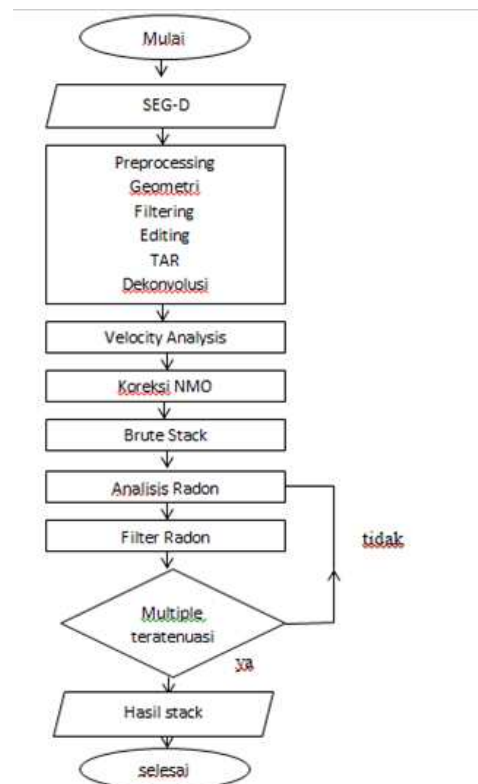 Mulai
SEG-D
Preprocessing
Geometri
Filtering
Editing
TAR
Dekonvolusi
Velocity Analysis
Koreksi NMO
Brute Stack
Analisis Radon
Filter Radon
tidak
Multiple
teratenuasi
ya
Hasil stack
selesai